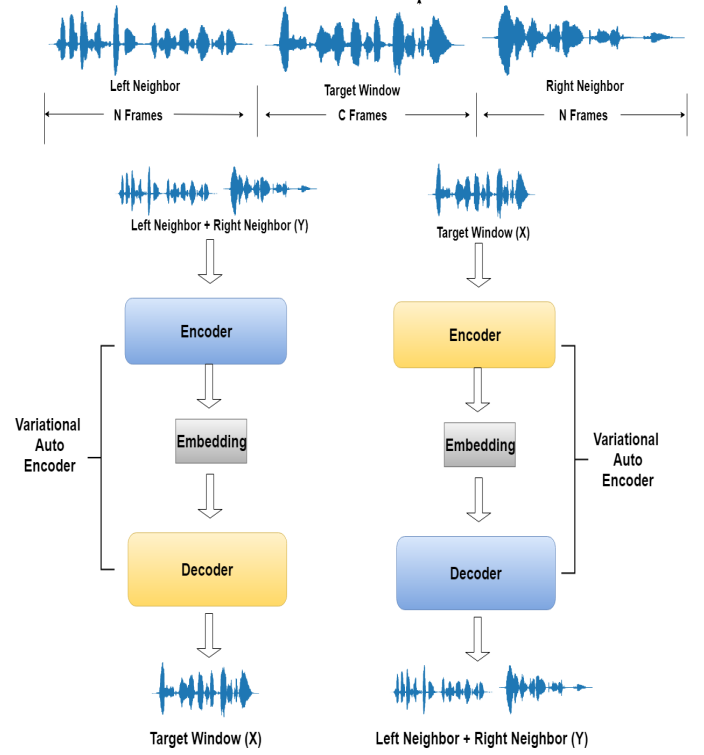 Left Neighbor
Target Window
Right Neighbor
N Frames
C Frames
N Frames
Left Neighbor + Right Neighbor (Y)
Target Window (X)
Encoder
Encoder
Variational
Auto
Encoder
Embedding
Embedding
Variational
Auto
Encoder
Decoder
Decoder
Target Window (X)
Left Neighbor + Right Neighbor (Y)